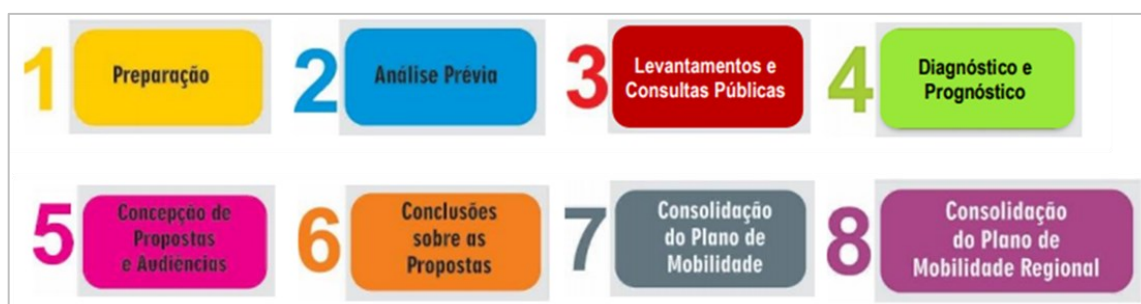 1
Preparação
2
Análise Prévia
3
Levantamentos e
Consultas Públicas
4
Diagnóstico e
Prognóstico
5
Concepção de
Propostas
e Audiências
6
Conclusões
sobre as
Propostas
7
Consolidação
do Plano de
Mobilidade
8
Consolidação
do Plano de
Mobilidade Regional